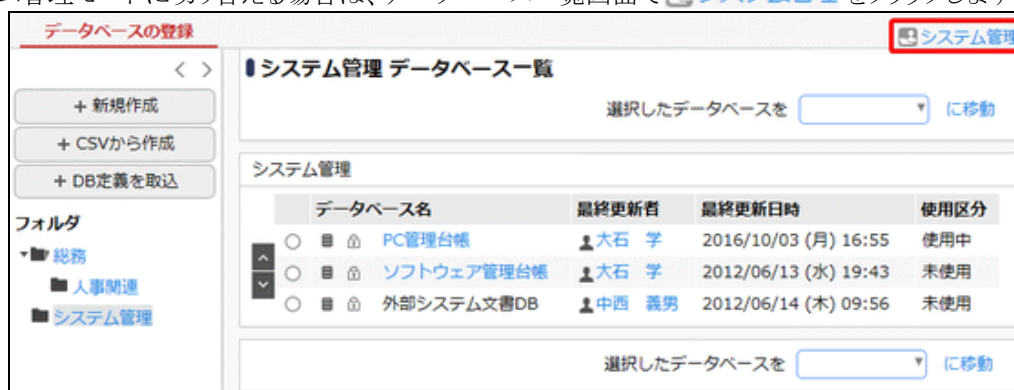 データベースの登録
システム管理
< >
システム管理 データベース一覧
+ 新規作成
選択したデータベースを に移動
+ CSVから作成
+ DB定義を取込
システム管理
データベース名 最終更新者 最終更新日時 使用区分
フォルダ
PC管理台帳 大石 学 2016/10/03 (月) 16:55 使用中
総務
ソフトウェア管理台帳 大石 学 2012/06/13 (水) 19:43 未使用
人事関連
外部システム文書DB 中西 義男 2012/06/14 (木) 09:56 未使用
システム管理
選択したデータベースを に移動